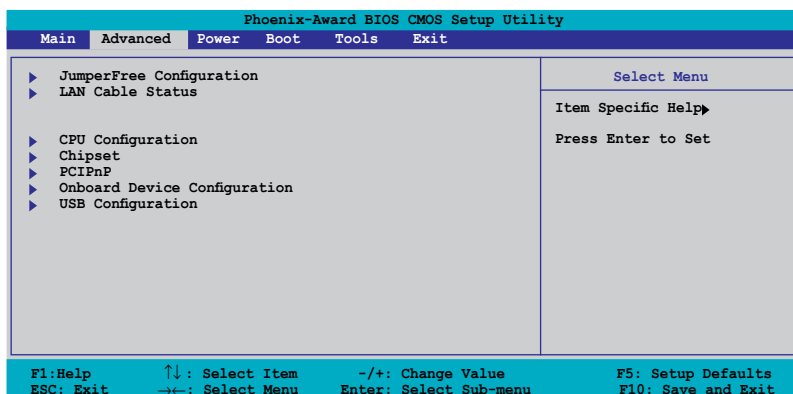 Phoenix-Award BIOS CMOS Setup Utility
Main Advanced Power Boot Tools Exit
JumperFree Configuration
LAN Cable Status
CPU Configuration
Chipset
PCIPnP
Onboard Device Configuration
USB Configuration
Select Menu
Item Specific Help
Press Enter to Set
F1:Help ↑↓: Select Item -/+: Change Value F5: Setup Defaults
ESC: Exit →←: Select Menu Enter: Select Sub-menu F10: Save and Exit